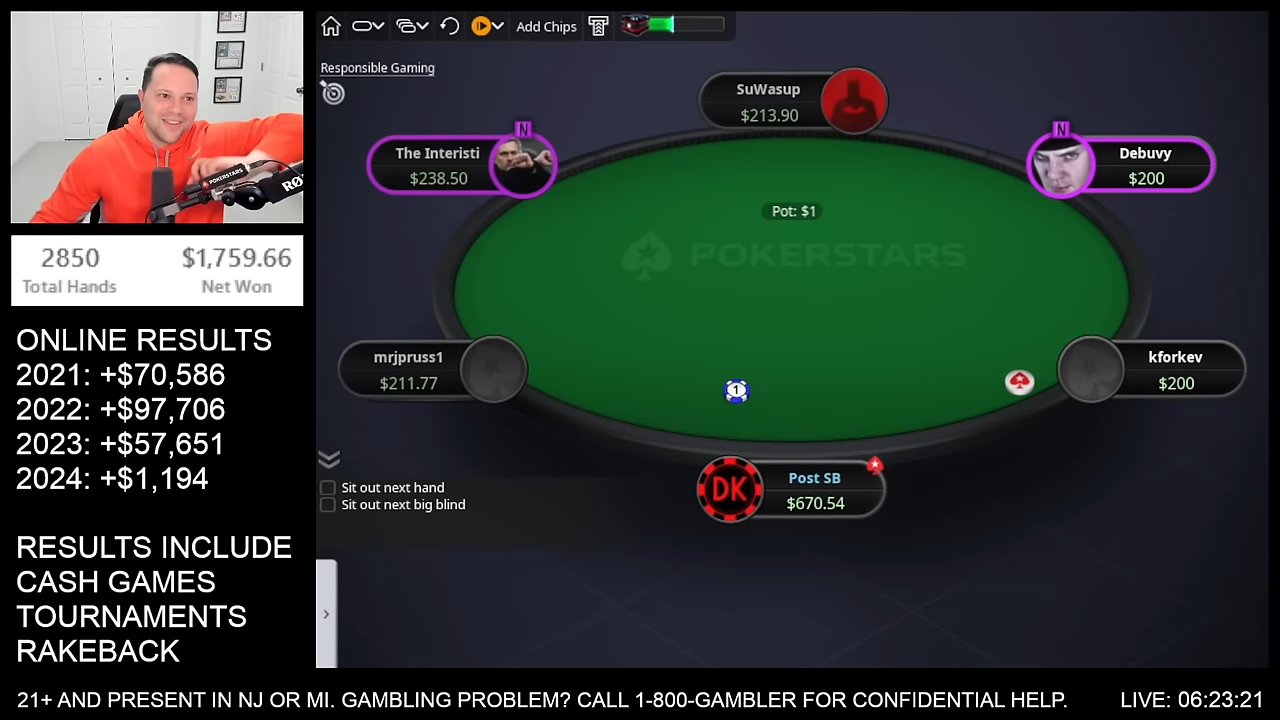 2850
$1,759.66
Total Hands
Net Won
ONLINE RESULTS
2021: +$70,586
2022: +$97,706
2023: +$57,651
2024: +$1,194
RESULTS INCLUDE
CASH GAMES
TOURNAMENTS
RAKEBACK
Add Chips
Responsible Gaming
SuWasup
$213.90
N
The Interisti
$238.50
N
Debuvy
$200
Pot: $1
POKERSTARS
mrjpruss1
$211.77
kforkev
$200
1
DK
Post SB
$670.54
Sit out next hand
Sit out next big blind
POKERSTARS
RØ
21+ AND PRESENT IN NJ OR MI. GAMBLING PROBLEM? CALL 1-800-GAMBLER FOR CONFIDENTIAL HELP.
LIVE: 06:23:21